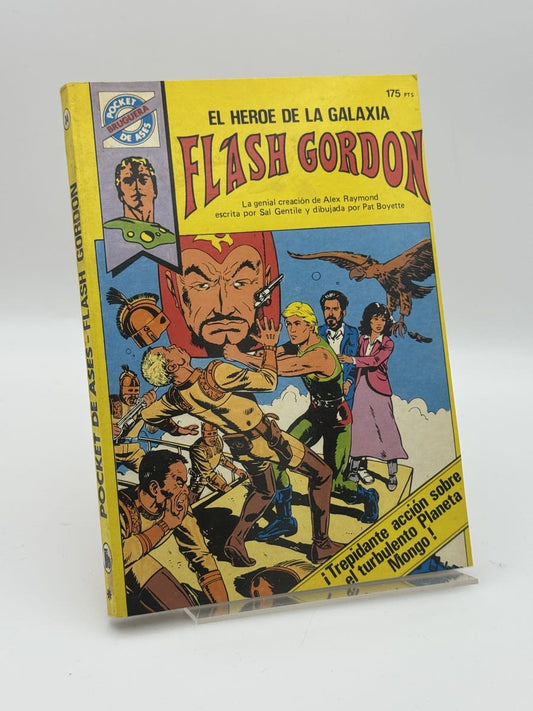 POCKET
BRUGUERA
DE ASES
175 PTS
EL HEROE DE LA GALAXIA
FLASH GORDON
La genial creación de Alex Raymond
escrita por Sal Gentile y dibujada por Pat Boyette
¡Trepidante acción sobre
el turbulento Planeta
Mongo!
POCKET DE ASES - FLASH GORDON